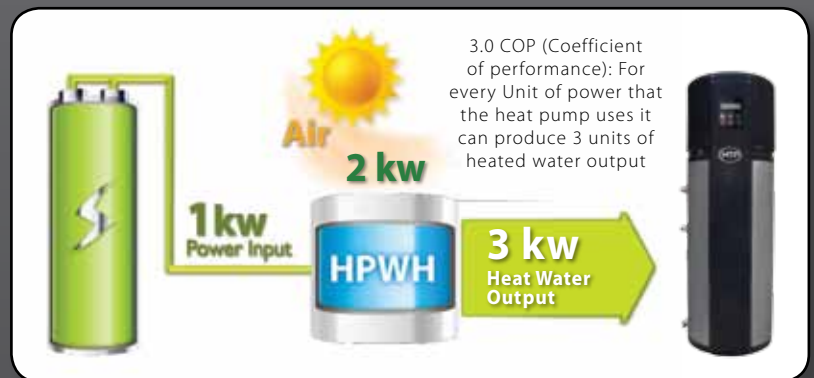 3.0 COP (Coefficient
of performance): For
every Unit of power that
the heat pump uses it
can produce 3 units of
heated water output
Air
2 kw
1kw
Power Input
HPWH
3 kw
Heat Water
Output
HTP